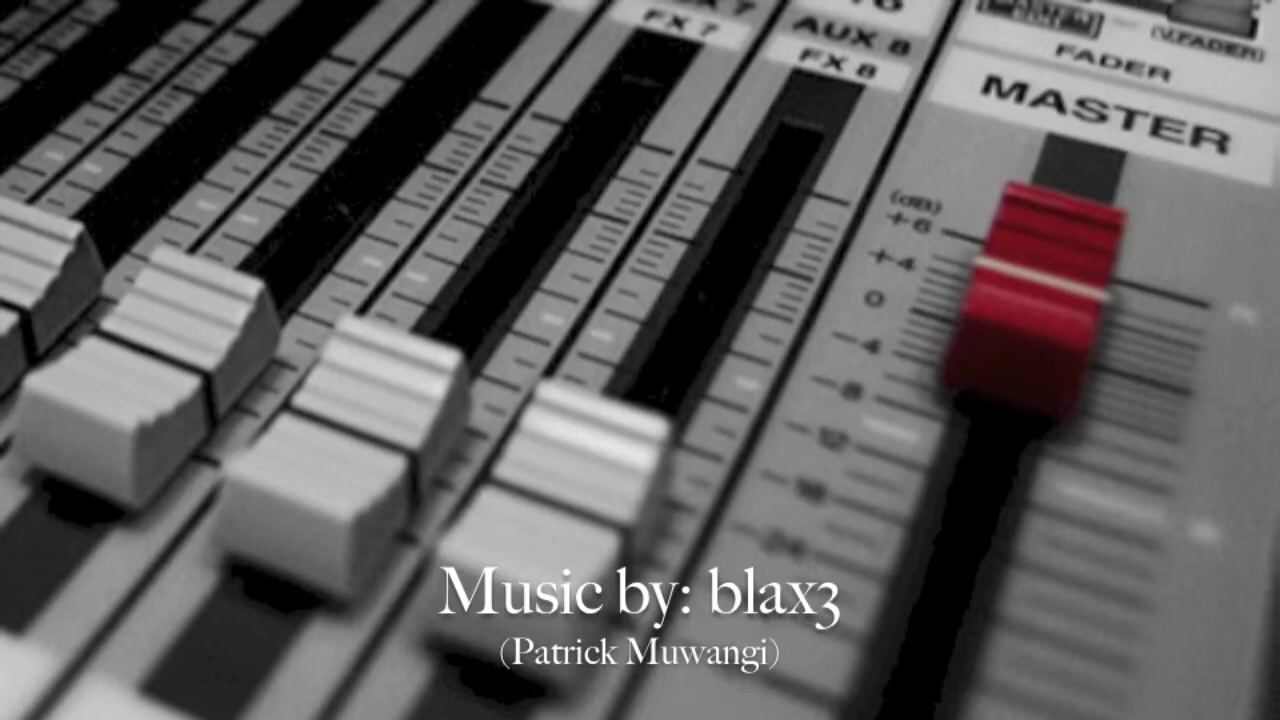 FX 7
AUX 8
FX 8
(V.FADER)
FADER
MASTER
(dB)
+6
+4
0
-4
-8
-12
Music by: blax3
(Patrick Muwangi)